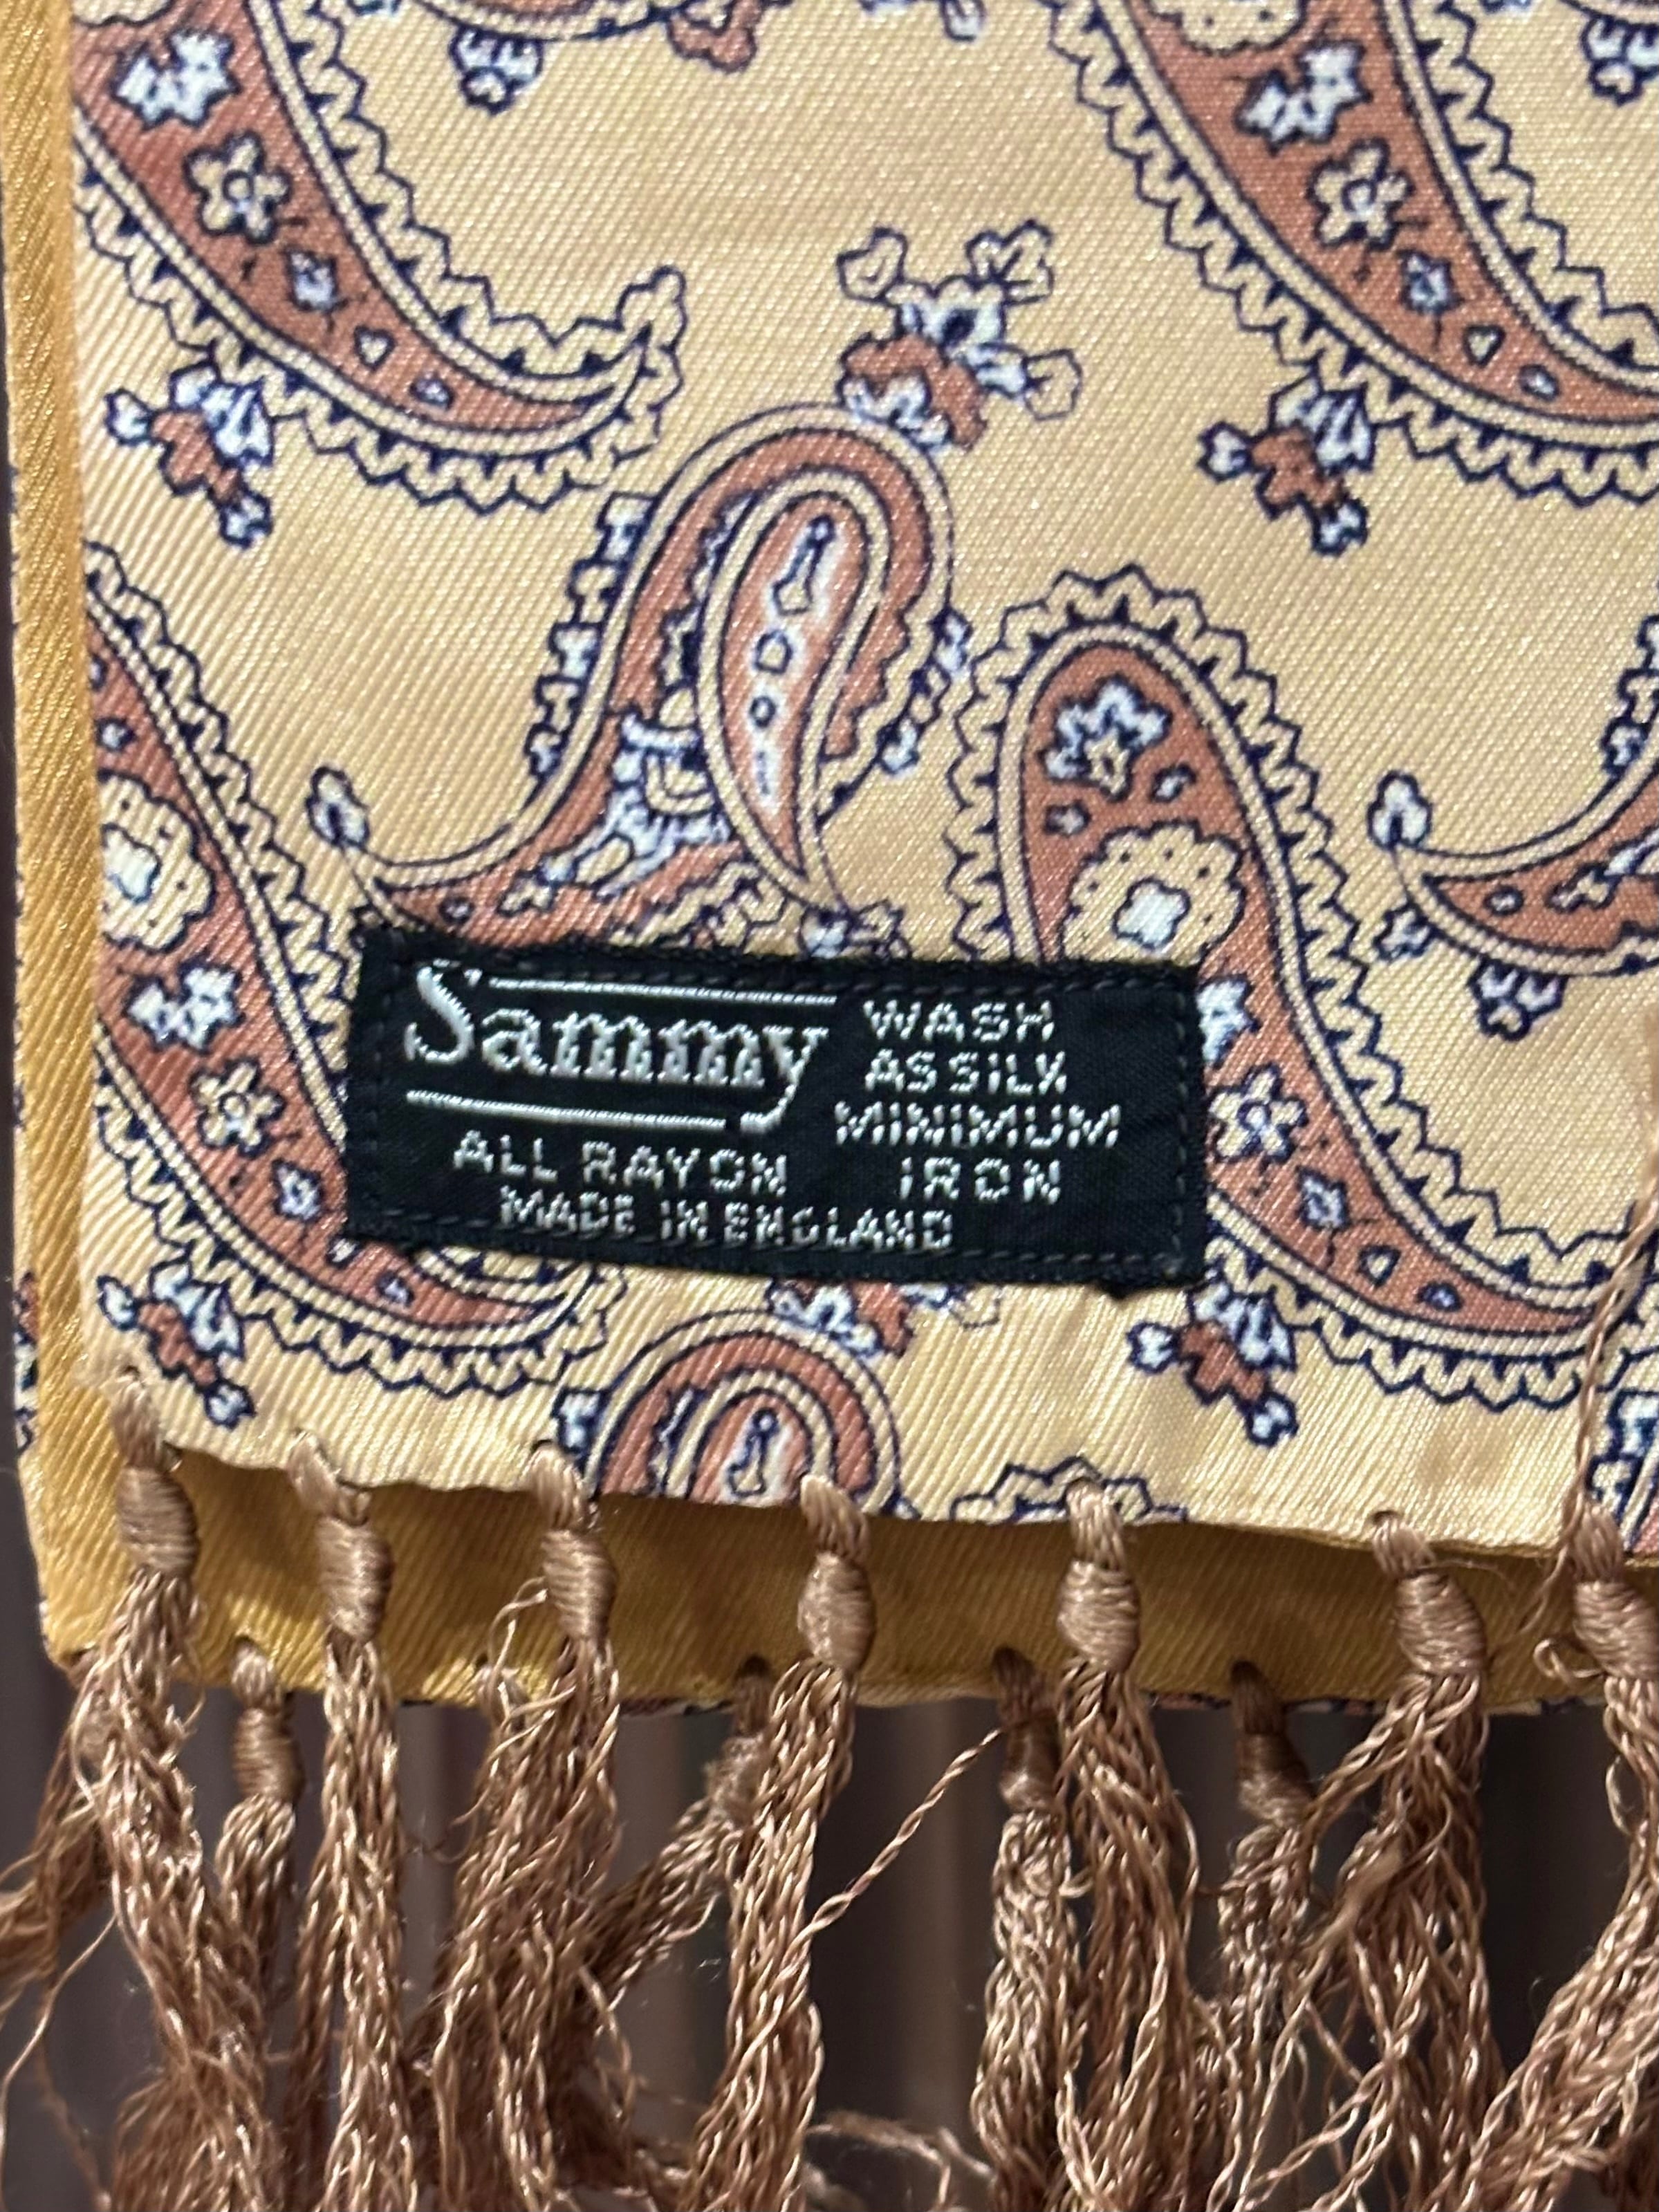 Sammy
ALL RAYON
WASH
AS SILK
MINIMUM
IRON
MADE IN ENGLAND